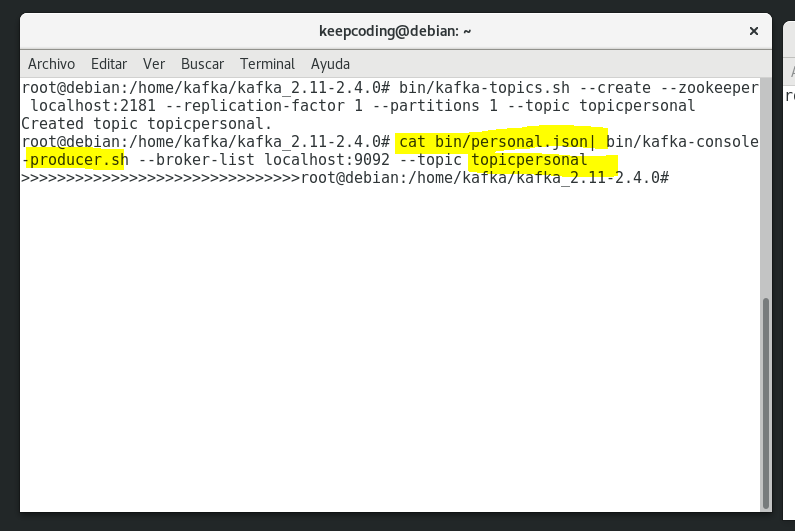 keepcoding@debian: ~
×
Archivo Editar Ver Buscar Terminal Ayuda
root@debian:/home/kafka/kafka_2.11-2.4.0# bin/kafka-topics.sh --create --zookeeper
localhost:2181 --replication-factor 1 --partitions 1 --topic topicpersonal
Created topic topicpersonal.
root@debian:/home/kafka/kafka_2.11-2.4.0# cat bin/personal.json| bin/kafka-console
-producer.sh --broker-list localhost:9092 --topic topicpersonal
>>>>>>>>>>>>>>>>>>>>>>>>>>>>>>>root@debian:/home/kafka/kafka_2.11-2.4.0#